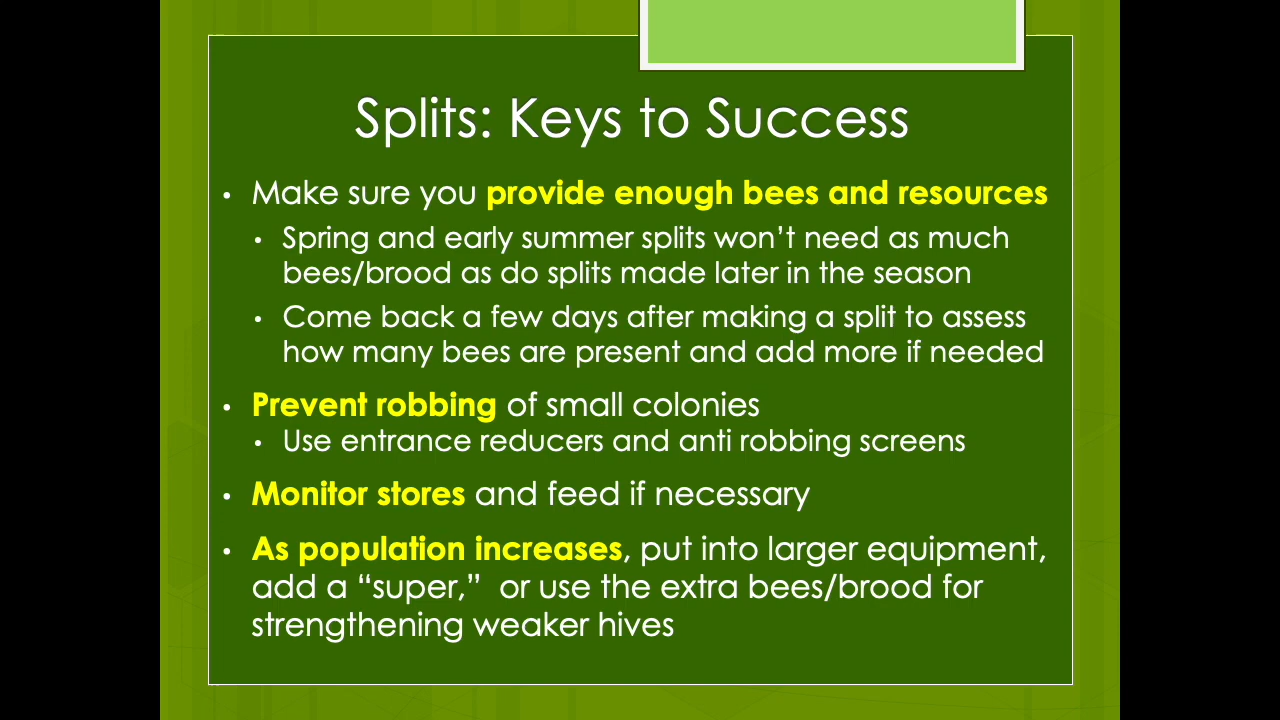 Splits: Keys to Success
• Make sure you provide enough bees and resources
• Spring and early summer splits won’t need as much
bees/brood as do splits made later in the season
• Come back a few days after making a split to assess
how many bees are present and add more if needed
• Prevent robbing of small colonies
• Use entrance reducers and anti robbing screens
• Monitor stores and feed if necessary
• As population increases, put into larger equipment,
add a “super,”  or use the extra bees/brood for
strengthening weaker hives